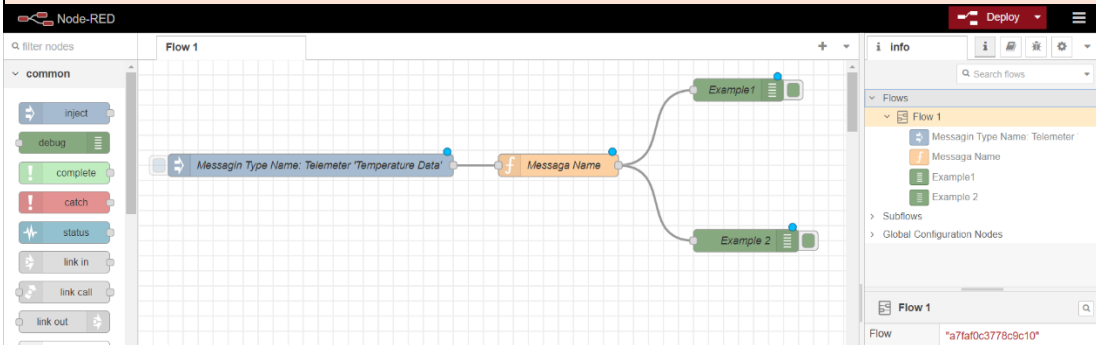 Node-RED
Deploy
filter nodes
Flow 1
i info
i
Search flows
common
Flows
Flow 1
inject
Messagin Type Name: Telemeter
debug
Messaga Name
complete
Example1
catch
Example 2
status
Subflows
link in
Global Configuration Nodes
link call
link out
Messagin Type Name: Telemeter 'Temperature Data'
f Messaga Name
Example1
Example 2
Flow 1
Flow "a7faf0c3778c9c10"